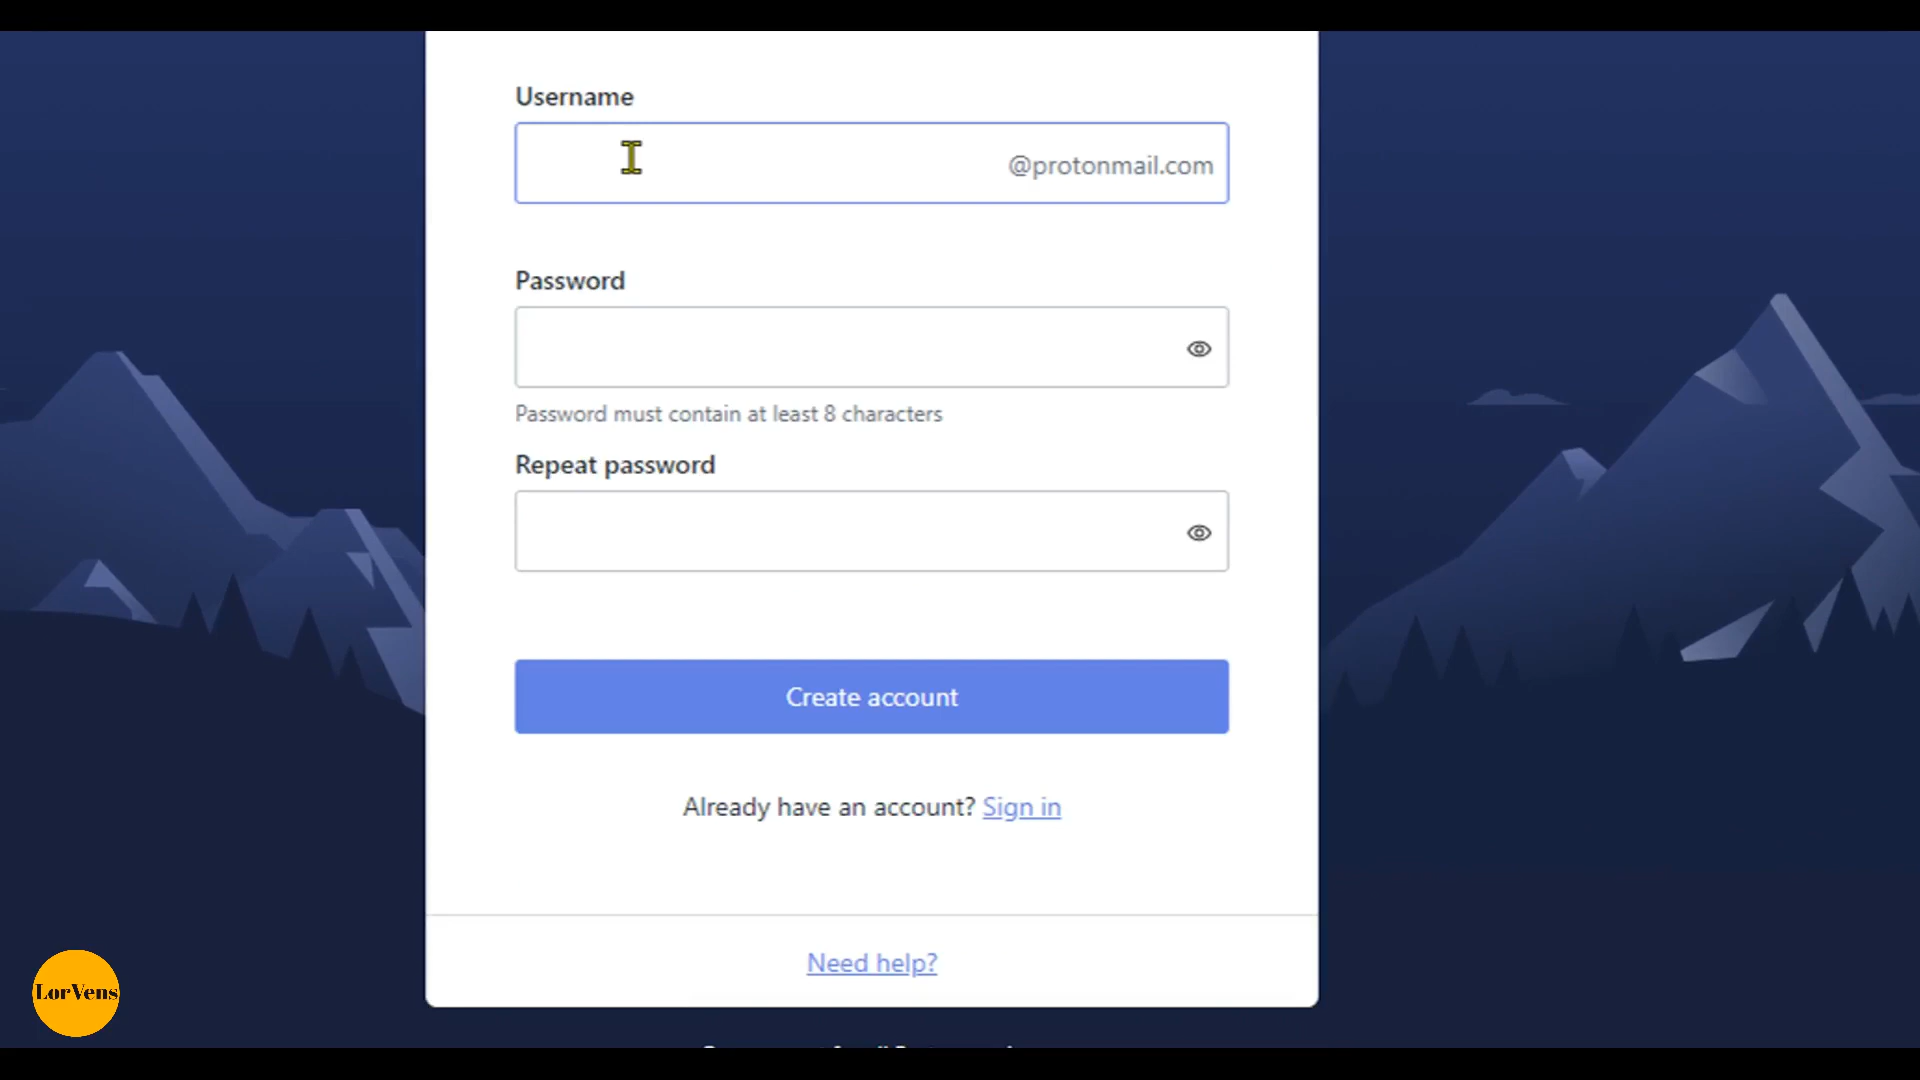 Username
@protonmail.com
Password
Password must contain at least 8 characters
Repeat password
Create account
Already have an account? Sign in
Need help?
LorVens